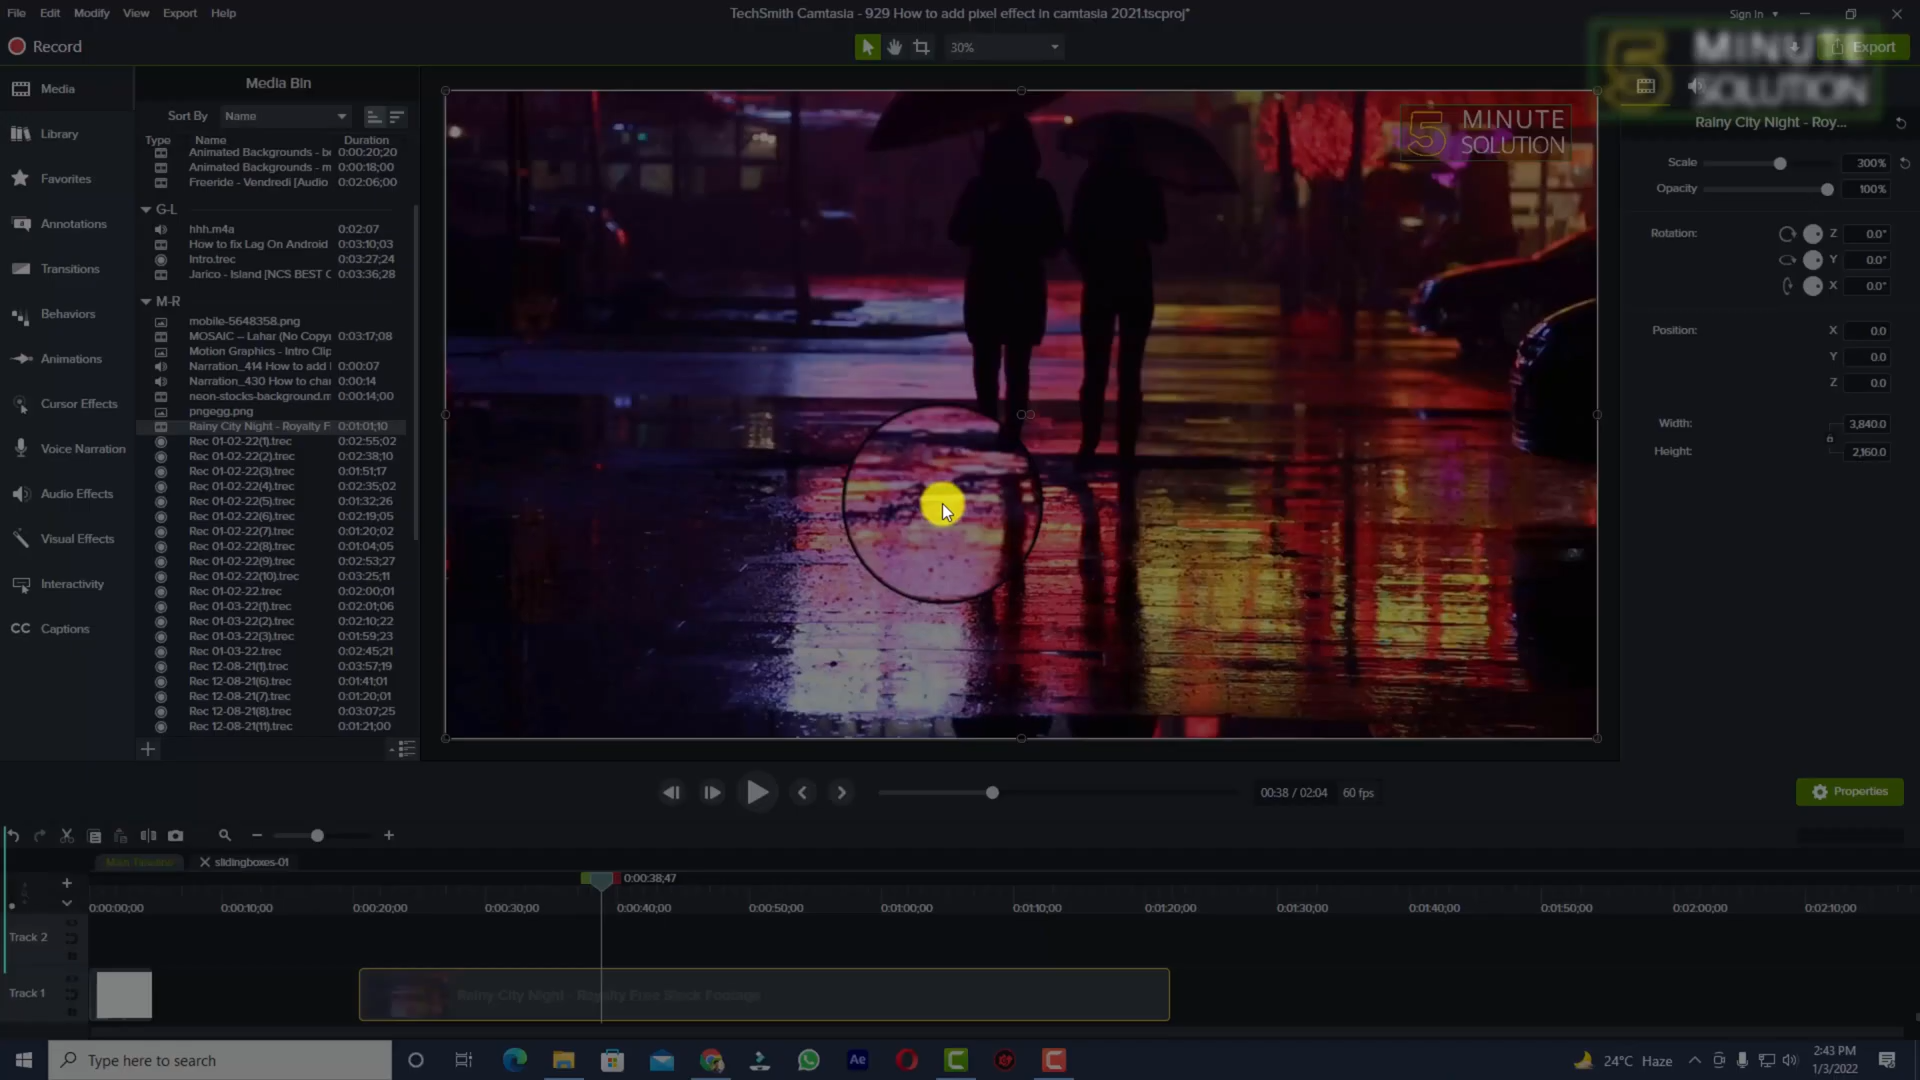 File Edit Modify View Export Help
TechSmith Camtasia - 929 How to add pixel effect in camtasia 2021.tscproj*
Sign In
Record
30%
Export
5 MINUTE SOLUTION
Media
Library
Favorites
Annotations
Transitions
Behaviors
Animations
Cursor Effects
Voice Narration
Audio Effects
Visual Effects
Interactivity
CC Captions
Media Bin
Sort By Name
Type Name Duration
Animated Backgrounds - be 0:00:20;20
Animated Backgrounds - m 0:00:18;00
Freeride - Vendredi [Audio 0:02:06;00
G-L
hhh.m4a 0:02:07
How to fix Lag On Android 0:03:10;03
Intro.trec 0:03:27;24
Jarico - Island [NCS BEST C 0:03:36;28
M-R
mobile-5648358.png
MOSAIC – Lahar (No Copyri 0:03:17;08
Motion Graphics - Intro Clip
Narration_414 How to add 0:00:07
Narration_430 How to chan 0:00:14
neon-stocks-background.m 0:00:14;00
pngegg.png
Rainy City Night - Royalty F 0:01:01;10
Rec 01-02-22(1).trec 0:02:55;02
Rec 01-02-22(2).trec 0:02:38;10
Rec 01-02-22(3).trec 0:01:51;17
Rec 01-02-22(4).trec 0:02:35;02
Rec 01-02-22(5).trec 0:01:32;26
Rec 01-02-22(6).trec 0:02:19;05
Rec 01-02-22(7).trec 0:01:20;02
Rec 01-02-22(8).trec 0:01:04;05
Rec 01-02-22(9).trec 0:02:53;27
Rec 01-02-22(10).trec 0:03:25;11
Rec 01-02-22.trec 0:02:00;01
Rec 01-03-22(1).trec 0:02:01;06
Rec 01-03-22(2).trec 0:02:10;22
Rec 01-03-22(3).trec 0:01:59;23
Rec 01-03-22.trec 0:02:45;21
Rec 12-08-21(1).trec 0:03:57;19
Rec 12-08-21(6).trec 0:01:41;01
Rec 12-08-21(7).trec 0:01:20;01
Rec 12-08-21(8).trec 0:03:07;25
Rec 12-08-21(11).trec 0:01:21;00
5 MINUTE
SOLUTION
Rainy City Night - Roy...
Scale 300%
Opacity 100%
Rotation: Z 0.0°
Y 0.0°
X 0.0°
Position: X 0.0
Y 0.0
Z 0.0
Width: 3,840.0
Height: 2,160.0
00:38 / 02:04 60 fps
Properties
Main Timeline slidingboxes-01
0:00:38;47
0:00:00;00 0:00:10;00 0:00:20;00 0:00:30;00 0:00:40;00 0:00:50;00 0:01:00;00 0:01:10;00 0:01:20;00 0:01:30;00 0:01:40;00 0:01:50;00 0:02:00;00 0:02:10;00
Track 2
Track 1
Rainy City Night - Royalty Free Stock Footage
Type here to search
Ae
24°C Haze
2:43 PM
1/3/2022